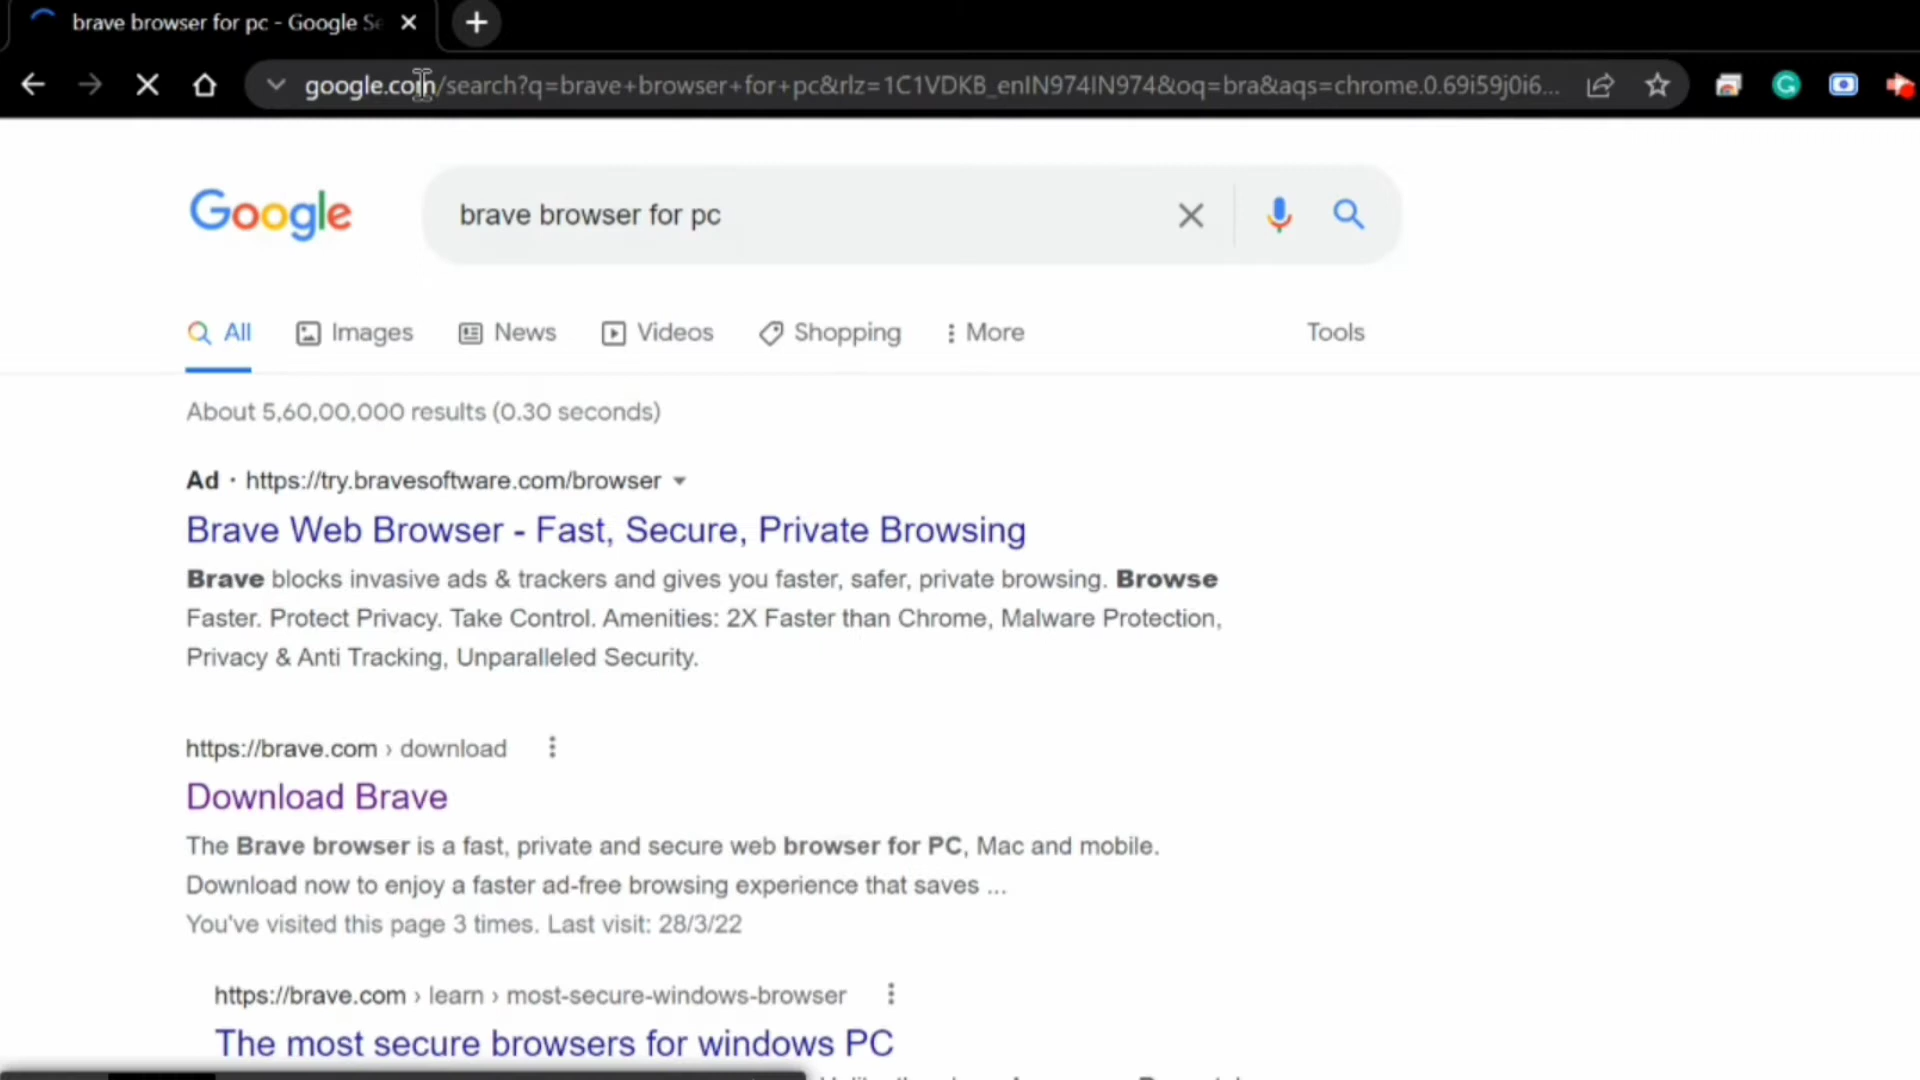 brave browser for pc - Google Se
google.com/search?q=brave+browser+for+pc&rlz=1C1VDKB_enIN974IN974&oq=bra&aqs=chrome.0.69i59j0i6...
Google
brave browser for pc
All Images News Videos Shopping More Tools
About 5,60,00,000 results (0.30 seconds)
Ad · https://try.bravesoftware.com/browser
Brave Web Browser - Fast, Secure, Private Browsing
Brave blocks invasive ads & trackers and gives you faster, safer, private browsing. Browse
Faster. Protect Privacy. Take Control. Amenities: 2X Faster than Chrome, Malware Protection,
Privacy & Anti Tracking, Unparalleled Security.
https://brave.com › download
Download Brave
The Brave browser is a fast, private and secure web browser for PC, Mac and mobile.
Download now to enjoy a faster ad-free browsing experience that saves ...
You've visited this page 3 times. Last visit: 28/3/22
https://brave.com › learn › most-secure-windows-browser
The most secure browsers for windows PC